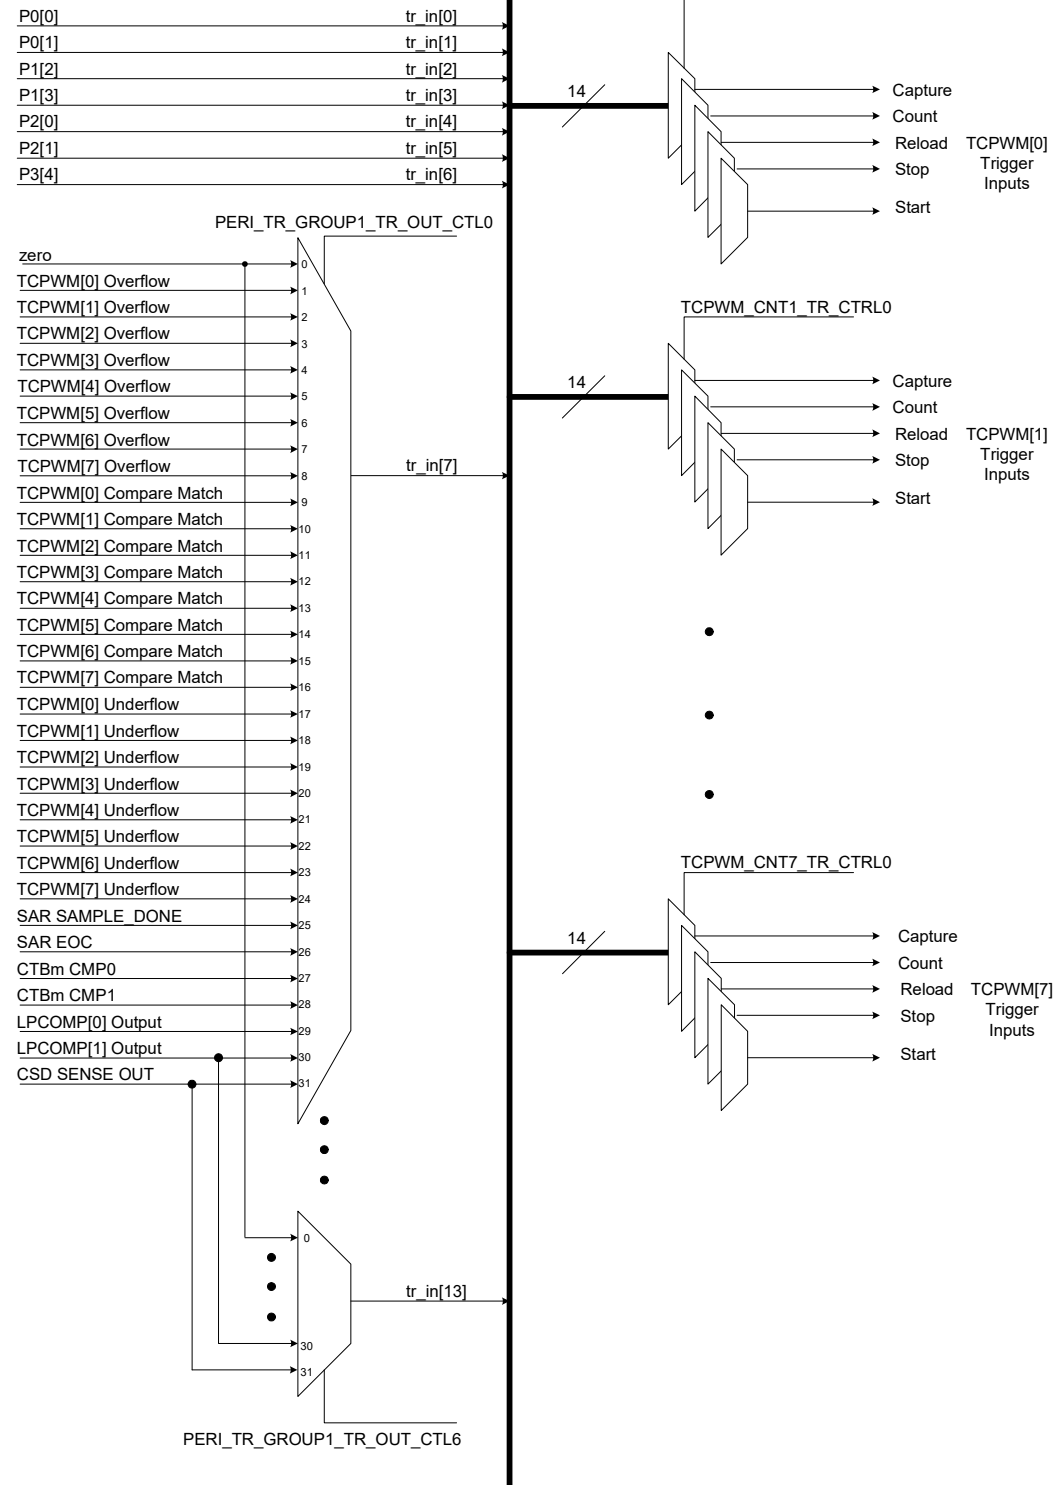 P0[0] tr_in[0]
P0[1] tr_in[1]
P1[2] tr_in[2]
P1[3] tr_in[3]
P2[0] tr_in[4]
P2[1] tr_in[5]
P3[4] tr_in[6]
PERI_TR_GROUP1_TR_OUT_CTL0
zero 0
TCPWM[0] Overflow 1
TCPWM[1] Overflow 2
TCPWM[2] Overflow 3
TCPWM[3] Overflow 4
TCPWM[4] Overflow 5
TCPWM[5] Overflow 6
TCPWM[6] Overflow 7
TCPWM[7] Overflow 8
tr_in[7]
TCPWM[0] Compare Match 9
TCPWM[1] Compare Match 10
TCPWM[2] Compare Match 11
TCPWM[3] Compare Match 12
TCPWM[4] Compare Match 13
TCPWM[5] Compare Match 14
TCPWM[6] Compare Match 15
TCPWM[7] Compare Match 16
TCPWM[0] Underflow 17
TCPWM[1] Underflow 18
TCPWM[2] Underflow 19
TCPWM[3] Underflow 20
TCPWM[4] Underflow 21
TCPWM[5] Underflow 22
TCPWM[6] Underflow 23
TCPWM[7] Underflow 24
SAR SAMPLE_DONE 25
SAR EOC 26
CTBm CMP0 27
CTBm CMP1 28
LPCOMP[0] Output 29
LPCOMP[1] Output 30
CSD SENSE OUT 31
0
tr_in[13]
30
31
PERI_TR_GROUP1_TR_OUT_CTL6
14
Capture
Count
Reload
Stop
Start
TCPWM[0]
Trigger
Inputs
TCPWM_CNT1_TR_CTRL0
14
Capture
Count
Reload
Stop
Start
TCPWM[1]
Trigger
Inputs
TCPWM_CNT7_TR_CTRL0
14
Capture
Count
Reload
Stop
Start
TCPWM[7]
Trigger
Inputs